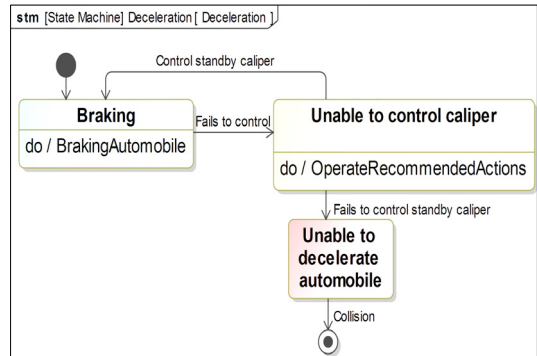 stm [State Machine] Deceleration [ Deceleration ]
Control standby caliper
Braking
do / BrakingAutomobile
Fails to control
Unable to control caliper
do / OperateRecommendedActions
Fails to control standby caliper
Unable to
decelerate
automobile
Collision